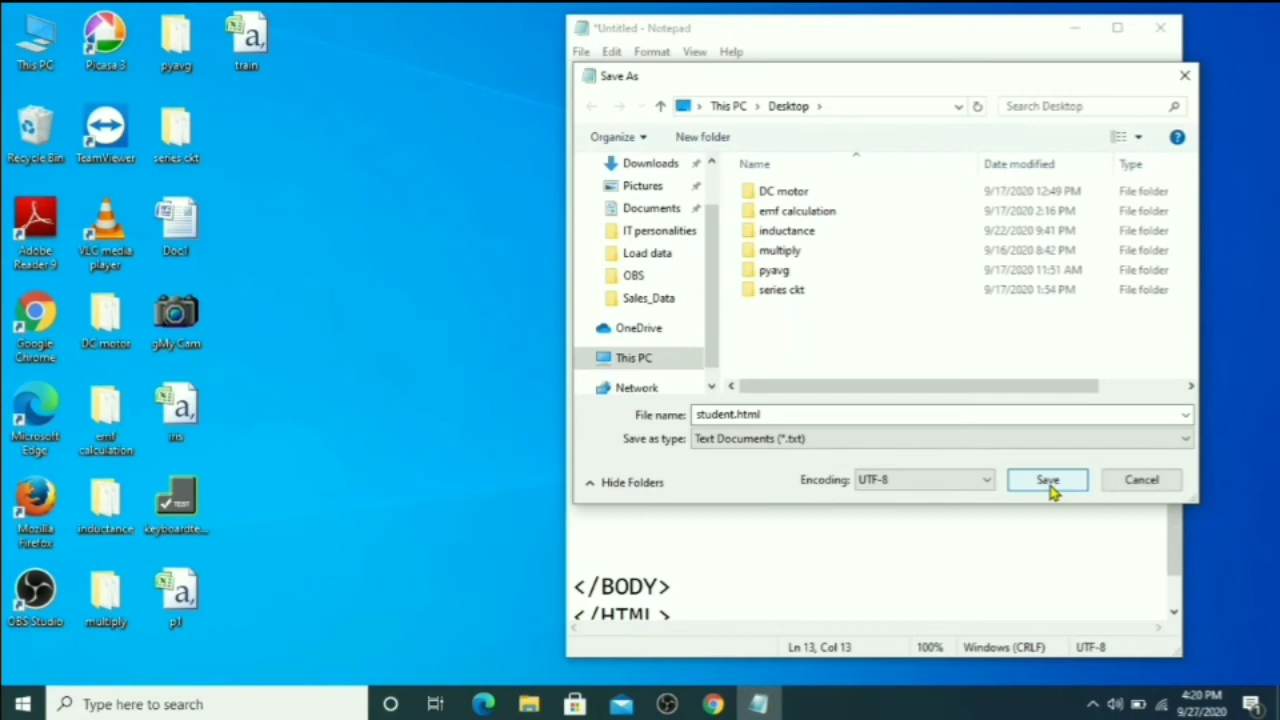 This PC
Picasa 3
pyavg
train
Recycle Bin
TeamViewer
series ckt
Adobe Reader 9
VLC media player
Doc1
Google Chrome
DC motor
gMy Cam
Microsoft Edge
emf calculation
iris
Mozilla Firefox
inductance
keyboardte...
TEST
OBS Studio
multiply
p1
*Untitled - Notepad
File Edit Format View Help
Save As
This PC > Desktop >
Search Desktop
Organize
New folder
Downloads
Pictures
Documents
IT personalities
Load data
OBS
Sales_Data
OneDrive
This PC
Network
Name Date modified Type
DC motor 9/17/2020 12:49 PM File folder
emf calculation 9/17/2020 2:16 PM File folder
inductance 9/22/2020 9:41 PM File folder
multiply 9/16/2020 8:42 PM File folder
pyavg 9/17/2020 11:51 AM File folder
series ckt 9/17/2020 1:54 PM File folder
File name: student.html
Save as type: Text Documents (*.txt)
Hide Folders
Encoding: UTF-8
Save
Cancel
</BODY>
</HTML>
Ln 13, Col 13 100% Windows (CRLF) UTF-8
Type here to search
4:20 PM
9/27/2020